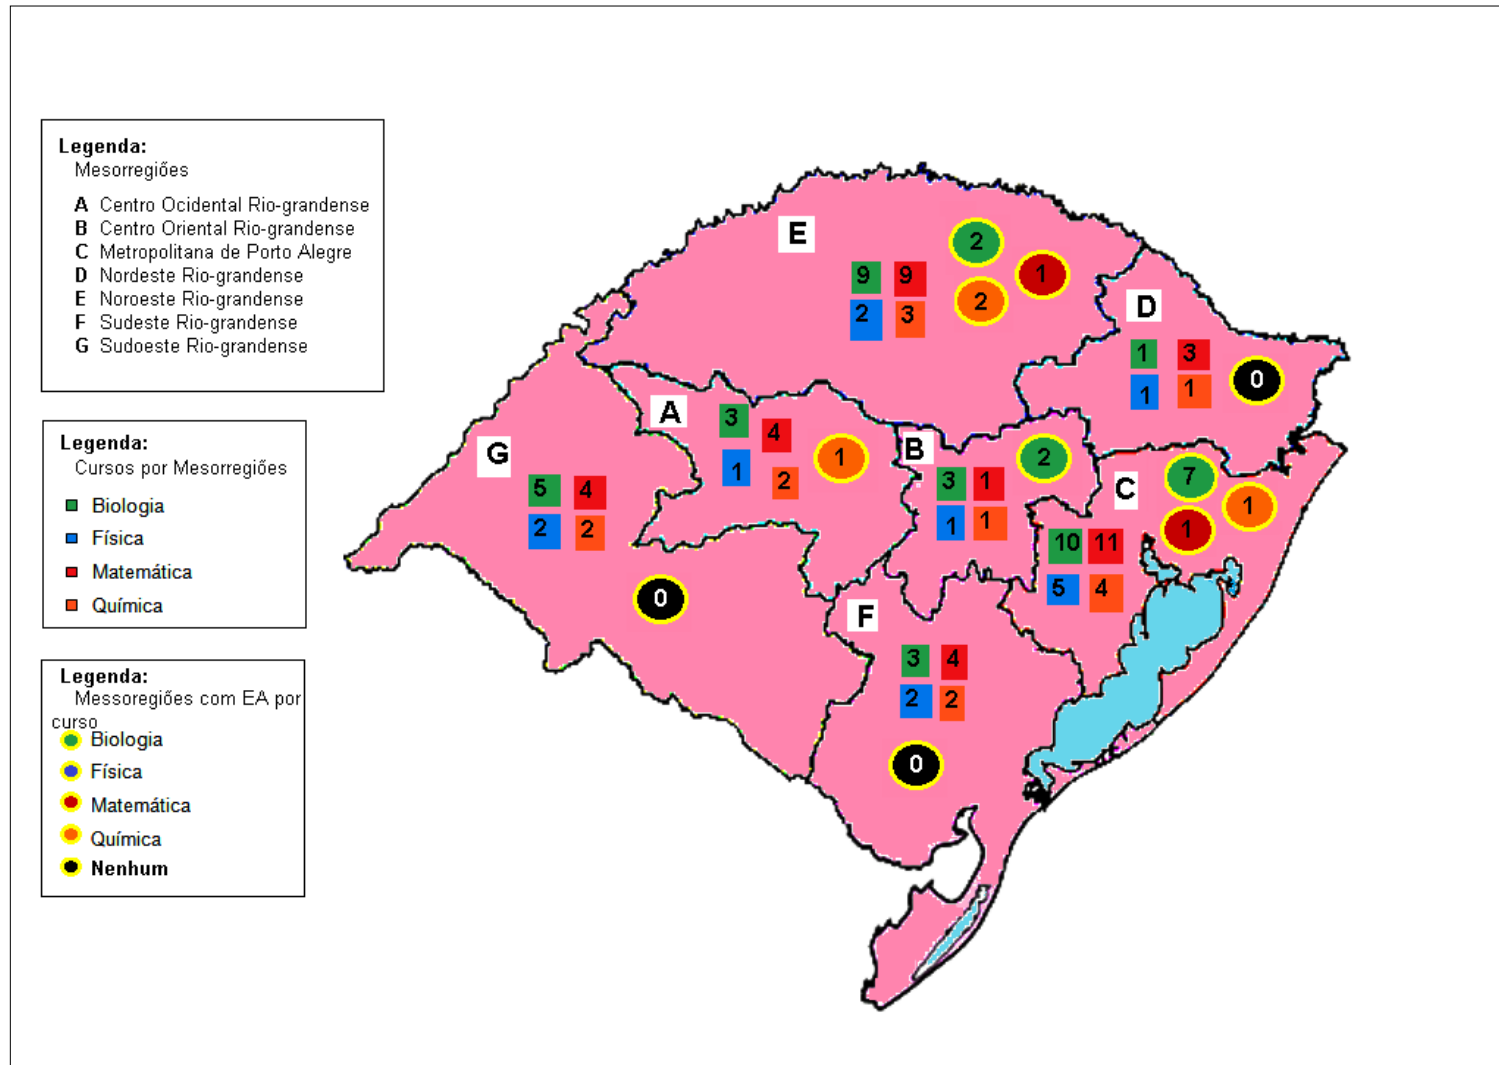 Legenda:
Mesorregiões
A Centro Ocidental Rio-grandense
B Centro Oriental Rio-grandense
C Metropolitana de Porto Alegre
D Nordeste Rio-grandense
E Noroeste Rio-grandense
F Sudeste Rio-grandense
G Sudoeste Rio-grandense
Legenda:
Cursos por Mesorregiões
Biologia
Física
Matemática
Química
Legenda:
Messoregiões com EA por
curso
Biologia
Física
Matemática
Química
Nenhum
E
2
1
9 9
2
2 3
D
1 3
1 1
0
A
3
4
1
2
1
B
2
3 1
1 1
C
7
1
1
10 11
5 4
G
5 4
2 2
0
F
3 4
2 2
0